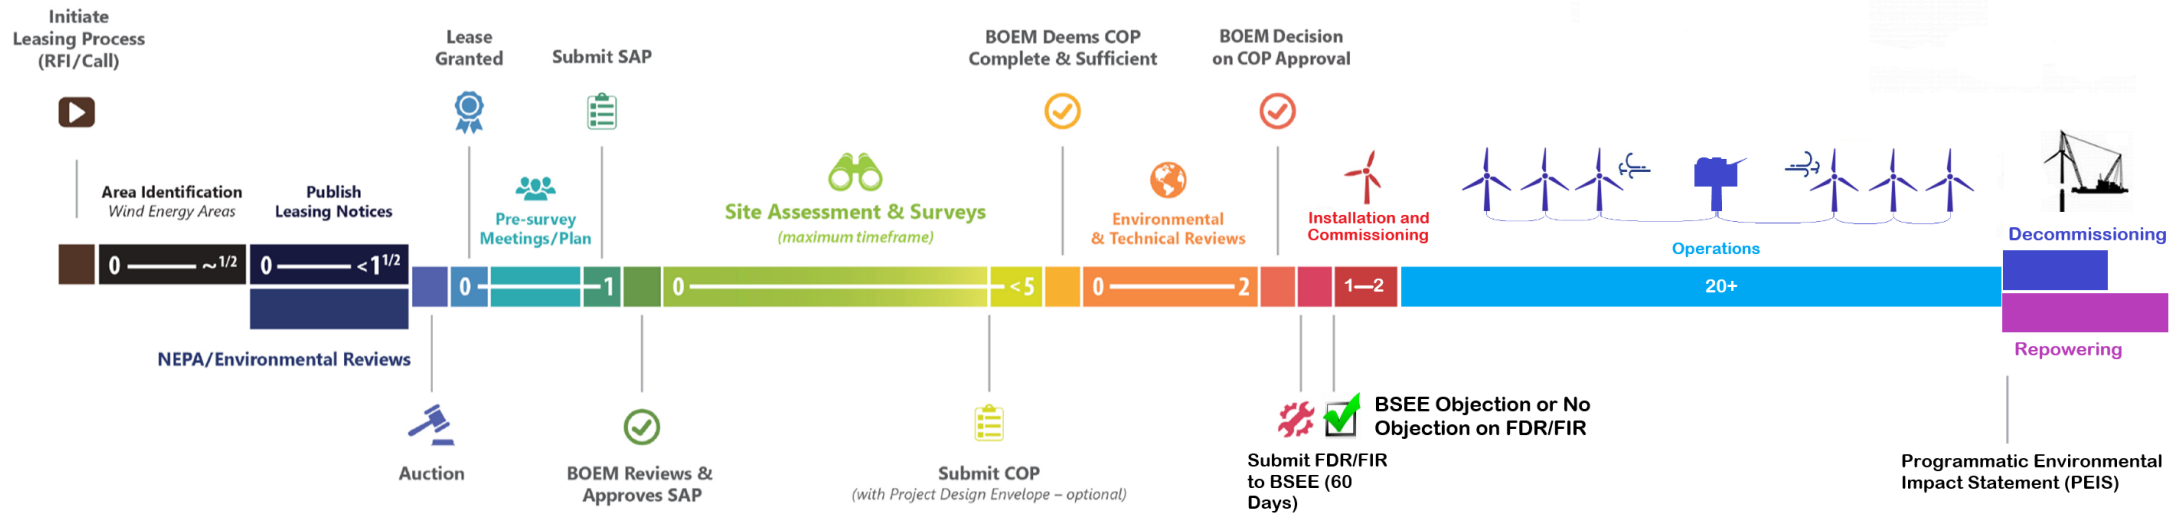 Initiate
Leasing Process
(RFI/Call)
Area Identification
Wind Energy Areas
Publish
Leasing Notices
0 ~1/2
0 <1 1/2
NEPA/Environmental Reviews
Auction
Lease
Granted
Pre-survey
Meetings/Plan
0 1
Submit SAP
BOEM Reviews &
Approves SAP
Site Assessment & Surveys
(maximum timeframe)
0 <5
Submit COP
(with Project Design Envelope – optional)
BOEM Deems COP
Complete & Sufficient
Environmental
& Technical Reviews
0 2
BOEM Decision
on COP Approval
Submit FDR/FIR
to BSEE (60
Days)
BSEE Objection or No
Objection on FDR/FIR
Installation and
Commissioning
1—2
Operations
20+
Decommissioning
Repowering
Programmatic Environmental
Impact Statement (PEIS)